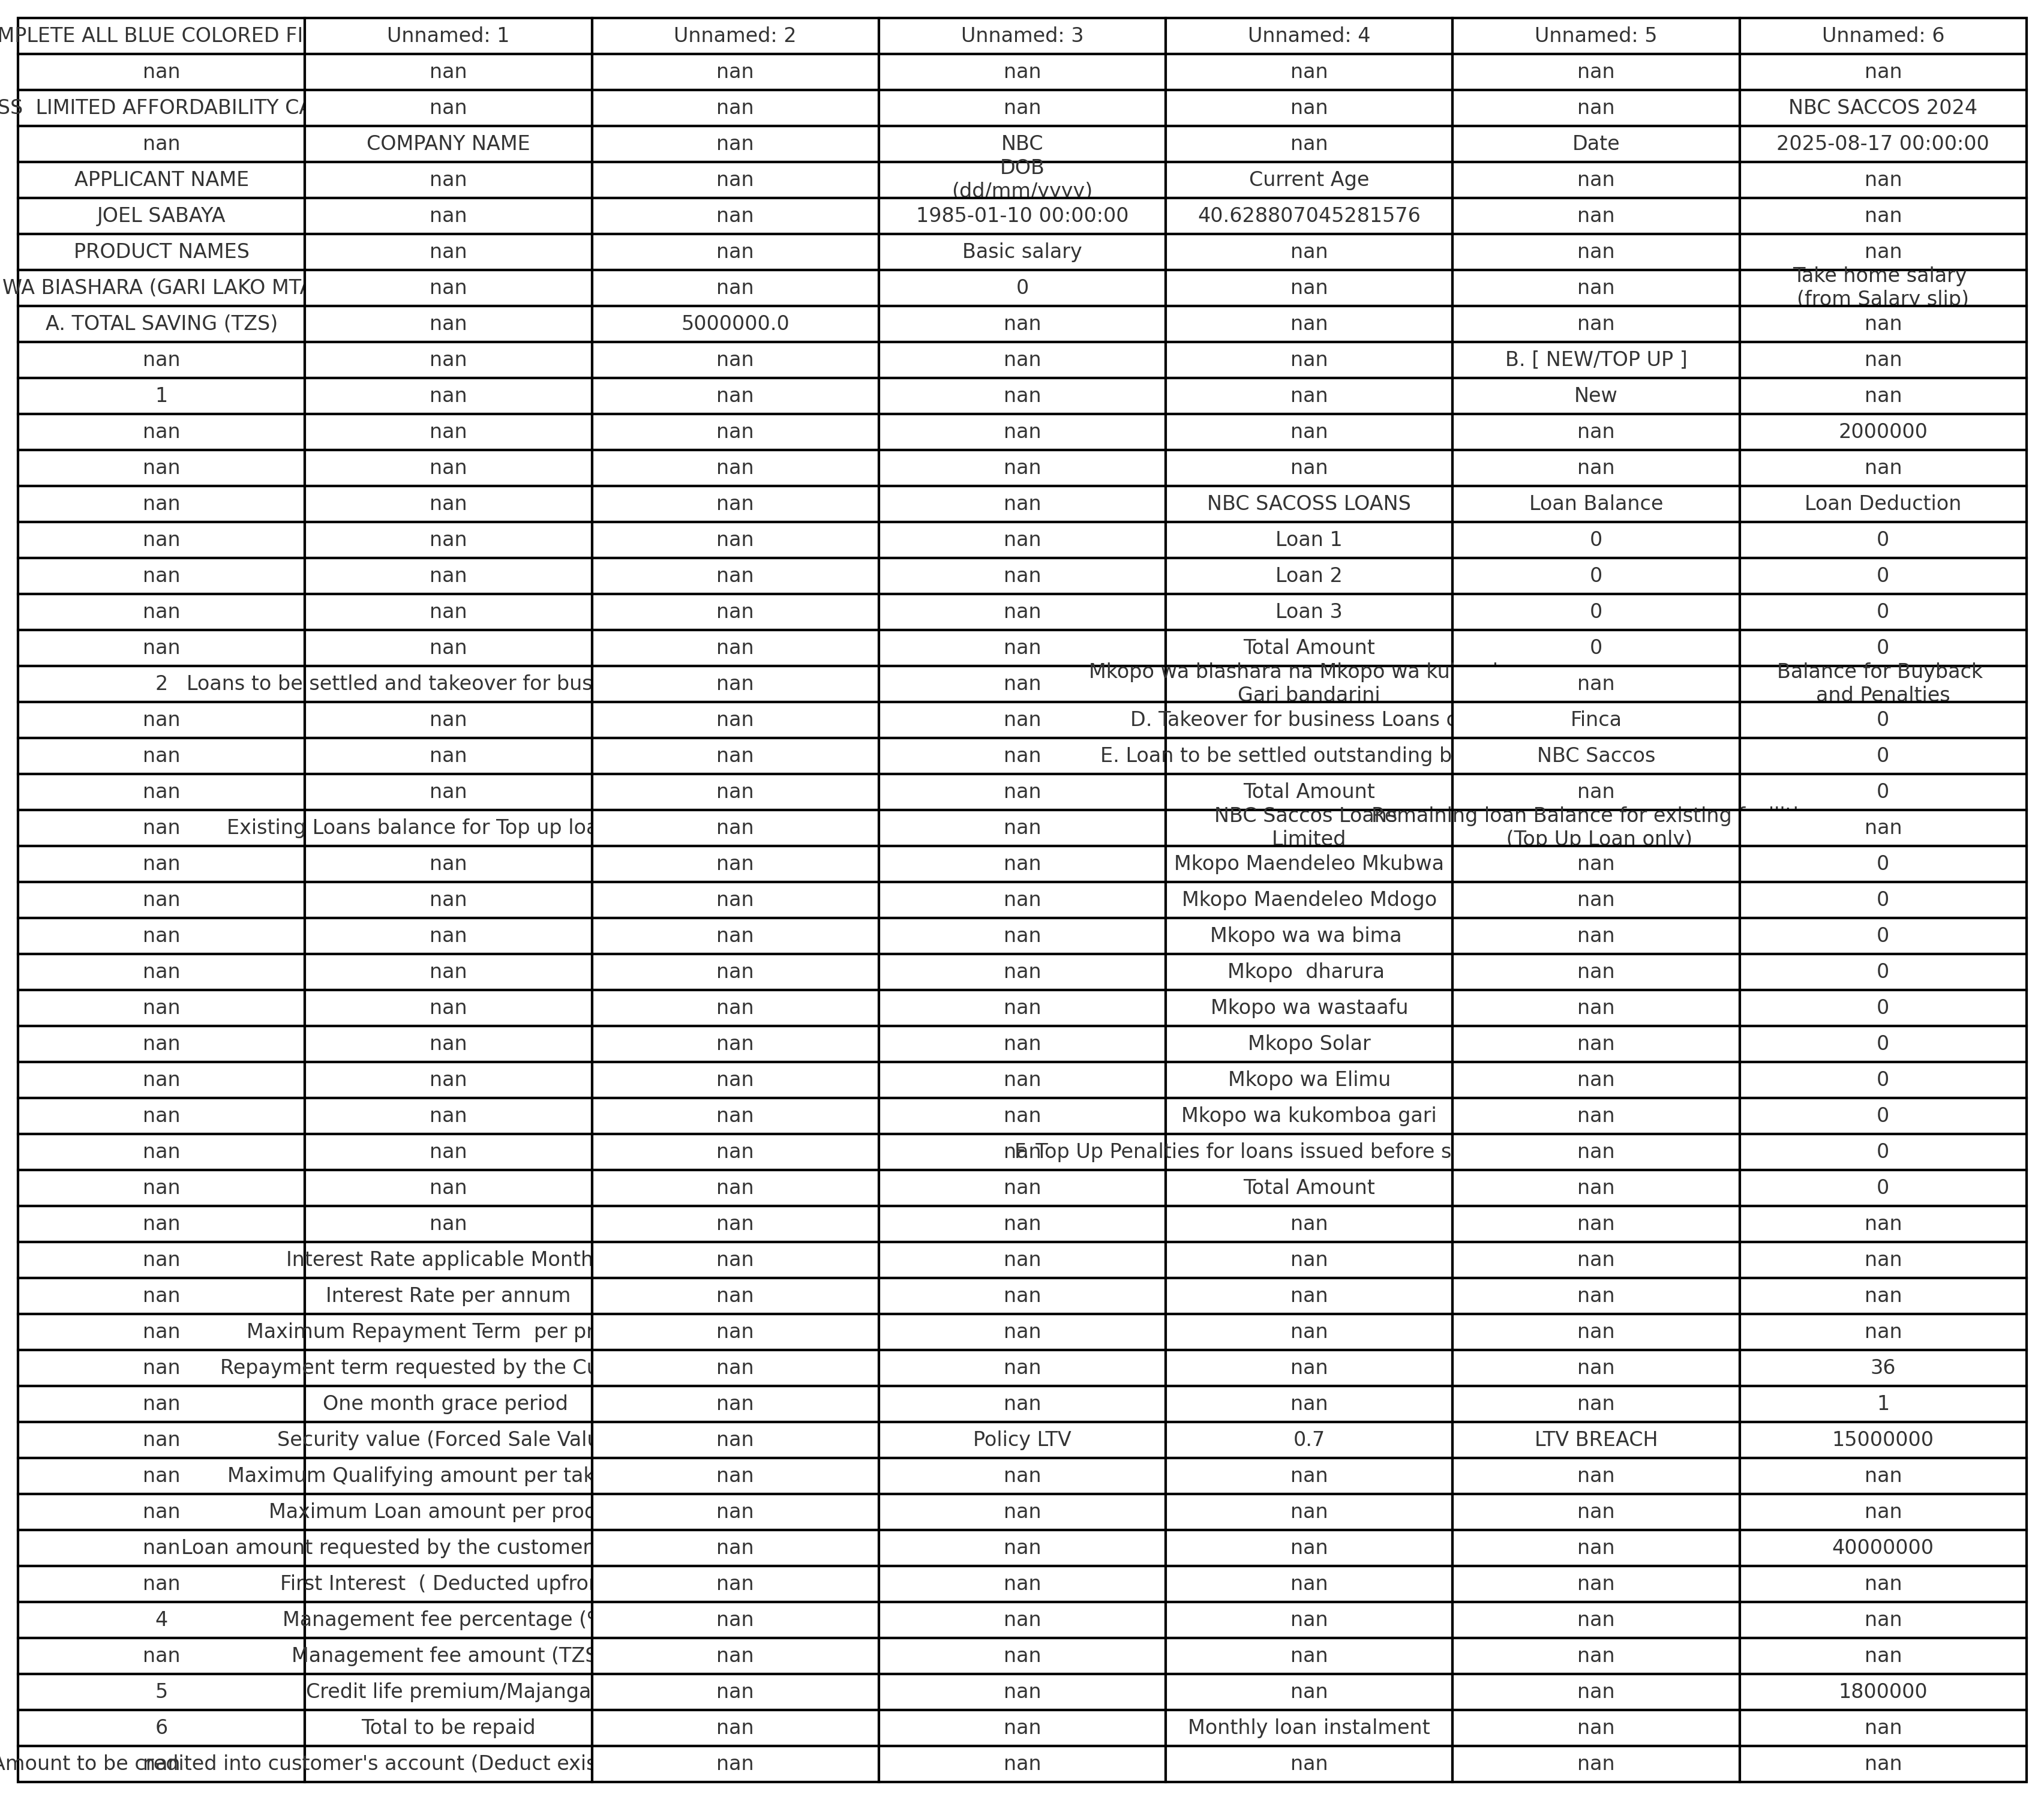 MPLETE ALL BLUE COLORED FI Unnamed: 1 Unnamed: 2 Unnamed: 3 Unnamed: 4 Unnamed: 5 Unnamed: 6
nan nan nan nan nan nan nan
SS LIMITED AFFORDABILITY CA nan nan nan nan nan NBC SACCOS 2024
nan COMPANY NAME nan NBC nan Date 2025-08-17 00:00:00
APPLICANT NAME nan nan DOB (dd/mm/yyyy) Current Age nan nan
JOEL SABAYA nan nan 1985-01-10 00:00:00 40.628807045281576 nan nan
PRODUCT NAMES nan nan Basic salary nan nan nan
WA BIASHARA (GARI LAKO MTA nan nan 0 nan nan Take home salary (from Salary slip)
A. TOTAL SAVING (TZS) nan 5000000.0 nan nan nan nan
nan nan nan nan nan B. [ NEW/TOP UP ] nan
1 nan nan nan nan New nan
nan nan nan nan nan nan 2000000
nan nan nan nan nan nan nan
nan nan nan nan NBC SACOSS LOANS Loan Balance Loan Deduction
nan nan nan nan Loan 1 0 0
nan nan nan nan Loan 2 0 0
nan nan nan nan Loan 3 0 0
nan nan nan nan Total Amount 0 0
2 Loans to be settled and takeover for bus nan nan Mkopo wa biashara na Mkopo wa ku Gari bandarini nan Balance for Buyback and Penalties
nan nan nan nan D. Takeover for business Loans o Finca 0
nan nan nan nan E. Loan to be settled outstanding b NBC Saccos 0
nan nan nan nan Total Amount nan 0
nan Existing Loans balance for Top up loa nan nan NBC Saccos Loans Limited Remaining loan Balance for existing (Top Up Loan only) nan
nan nan nan nan Mkopo Maendeleo Mkubwa nan 0
nan nan nan nan Mkopo Maendeleo Mdogo nan 0
nan nan nan nan Mkopo wa wa bima nan 0
nan nan nan nan Mkopo dharura nan 0
nan nan nan nan Mkopo wa wastaafu nan 0
nan nan nan nan Mkopo Solar nan 0
nan nan nan nan Mkopo wa Elimu nan 0
nan nan nan nan Mkopo wa kukomboa gari nan 0
nan nan nan nan Top Up Penalties for loans issued before s nan 0
nan nan nan nan Total Amount nan 0
nan nan nan nan nan nan nan
nan Interest Rate applicable Month nan nan nan nan nan
nan Interest Rate per annum nan nan nan nan nan
nan Maximum Repayment Term per pr nan nan nan nan nan
nan Repayment term requested by the Cu nan nan nan nan 36
nan One month grace period nan nan nan nan 1
nan Security value (Forced Sale Valu nan Policy LTV 0.7 LTV BREACH 15000000
nan Maximum Qualifying amount per tak nan nan nan nan nan
nan Maximum Loan amount per prod nan nan nan nan nan
nan Loan amount requested by the customer nan nan nan nan 40000000
nan First Interest ( Deducted upfron nan nan nan nan nan
4 Management fee percentage (% nan nan nan nan nan
nan Management fee amount (TZS nan nan nan nan nan
5 Credit life premium/Majanga nan nan nan nan 1800000
6 Total to be repaid nan nan Monthly loan instalment nan nan
nan Amount to be credited into customer's account (Deduct exis nan nan nan nan nan